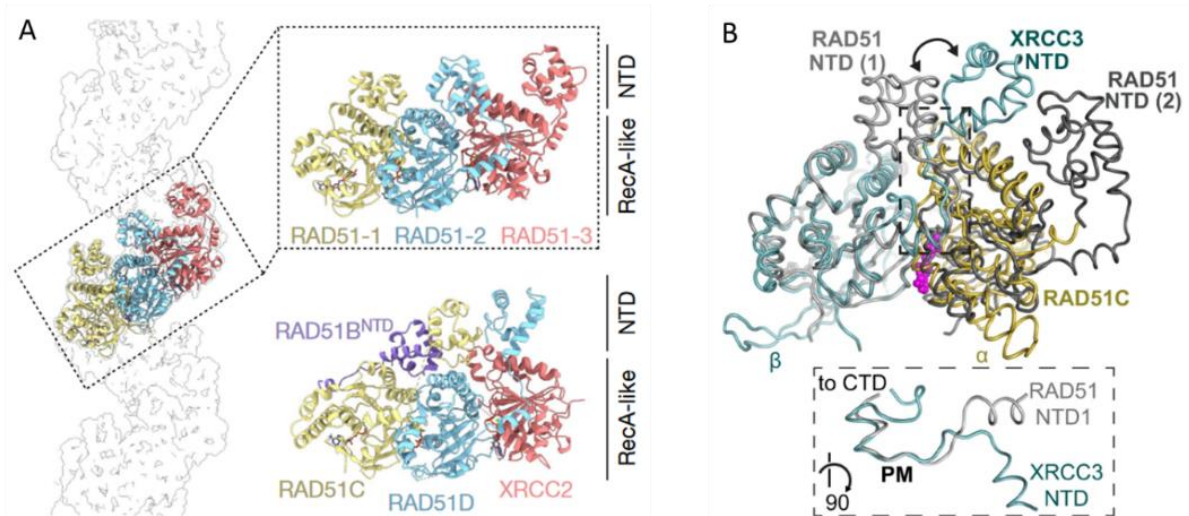 A
NTD
RecA-like
RAD51-1 RAD51-2 RAD51-3
RAD51B^NTD
NTD
RecA-like
RAD51C
RAD51D
XRCC2
B
RAD51
NTD (1)
XRCC3
NTD
RAD51
NTD (2)
RAD51C
β
α
to CTD
RAD51
NTD1
PM
XRCC3
NTD
90